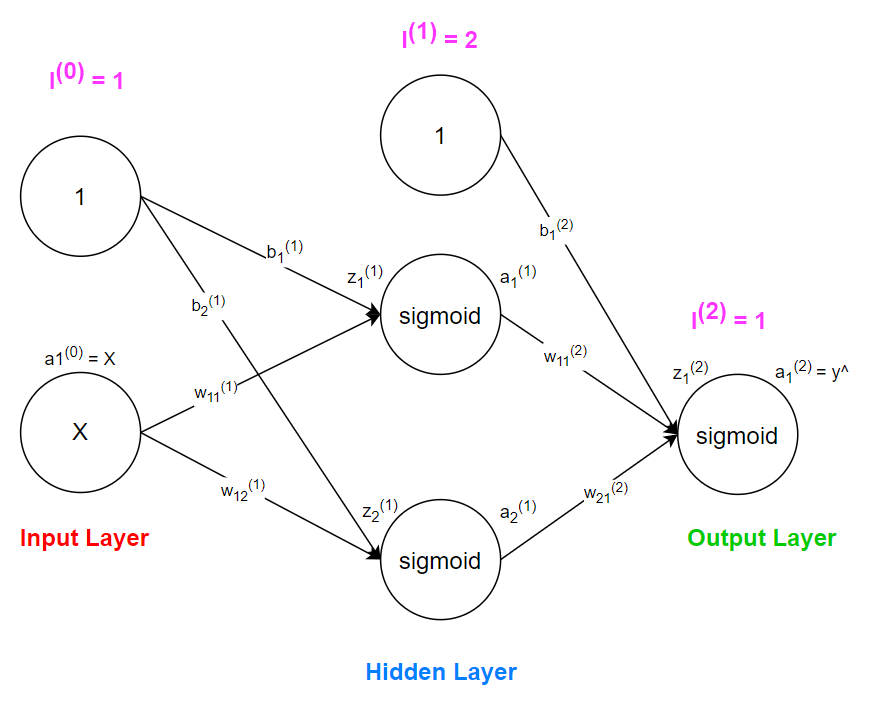 l⁽¹⁾ = 2
l⁽⁰⁾ = 1
1
1
b₁⁽²⁾
b₁⁽¹⁾
z₁⁽¹⁾
a₁⁽¹⁾
b₂⁽¹⁾
sigmoid
l⁽²⁾ = 1
a1⁽⁰⁾ = X
w₁₁⁽²⁾
z₁⁽²⁾
a₁⁽²⁾ = y^
w₁₁⁽¹⁾
X
sigmoid
w₁₂⁽¹⁾
w₂₁⁽²⁾
z₂⁽¹⁾
a₂⁽¹⁾
Input Layer
Output Layer
sigmoid
Hidden Layer